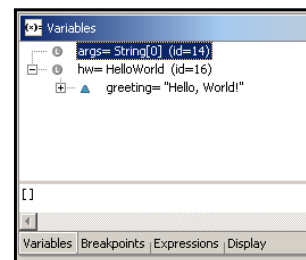 (x)= Variables
args= String[0] (id=14)
hw= HelloWorld (id=16)
greeting= "Hello, World!"
[]
Variables Breakpoints Expressions Display